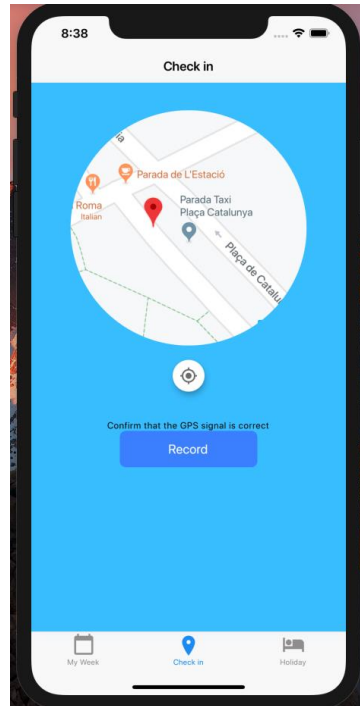 8:38
Check in
ia
Parada de L'Estació
Roma
Italian
Parada Taxi
Plaça Catalunya
Plaça de Catalu
Confirm that the GPS signal is correct
Record
My Week
Check in
Holiday